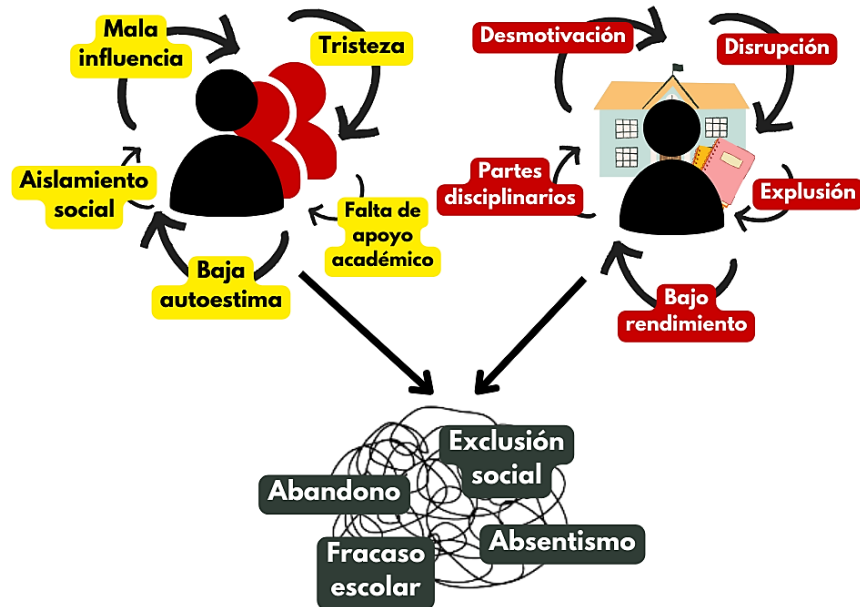 Mala
influencia
Tristeza
Aislamiento
social
Falta de
apoyo
académico
Baja
autoestima
Desmotivación
Disrupción
Partes
disciplinarios
Explusión
Bajo
rendimiento
Exclusión
social
Abandono
Absentismo
Fracaso
escolar